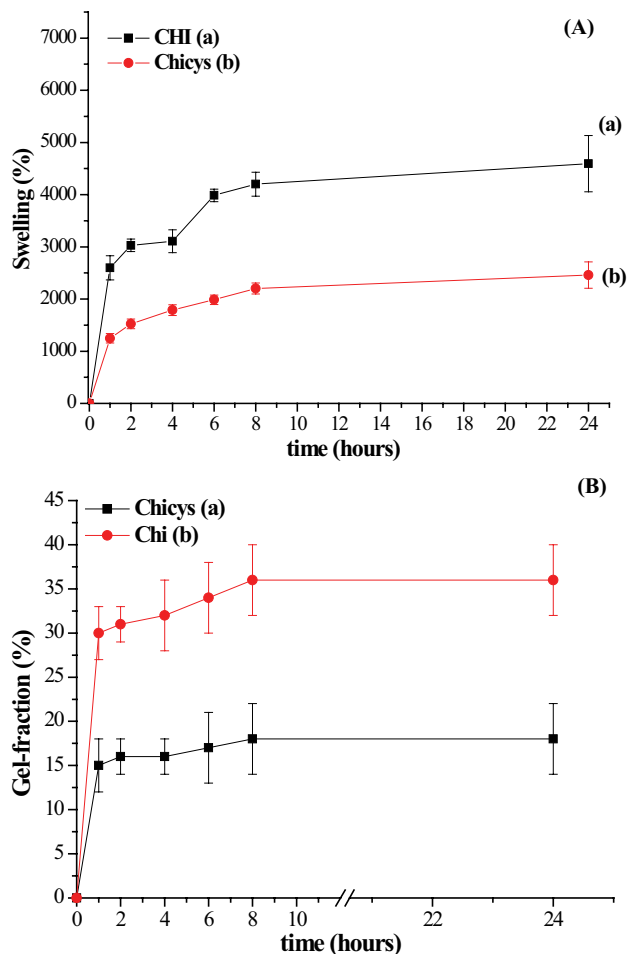 (A)
CHI (a)
Chicys (b)
7000
6000
5000
4000
3000
2000
1000
0
Swelling (%)
(a)
(b)
0 2 4 6 8 10 12 14 16 18 20 22 24
time (hours)
(B)
Chicys (a)
Chi (b)
45
40
35
30
25
20
15
10
5
0
Gel-fraction (%)
0 2 4 6 8 10 22 24
time (hours)